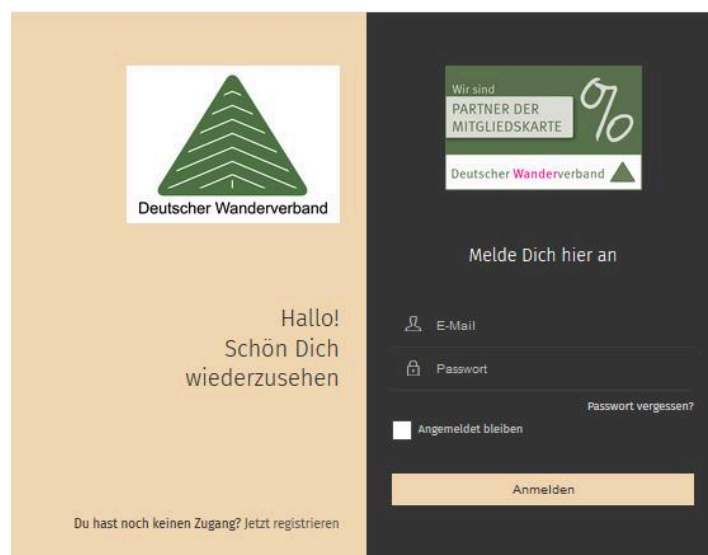 Deutscher Wanderverband
Hallo!
Schön Dich
wiederzusehen
Du hast noch keinen Zugang? Jetzt registrieren
Wir sind
PARTNER DER
MITGLIEDSKARTE
%
Deutscher Wanderverband
Melde Dich hier an
E-Mail
Passwort
Passwort vergessen?
Angemeldet bleiben
Anmelden